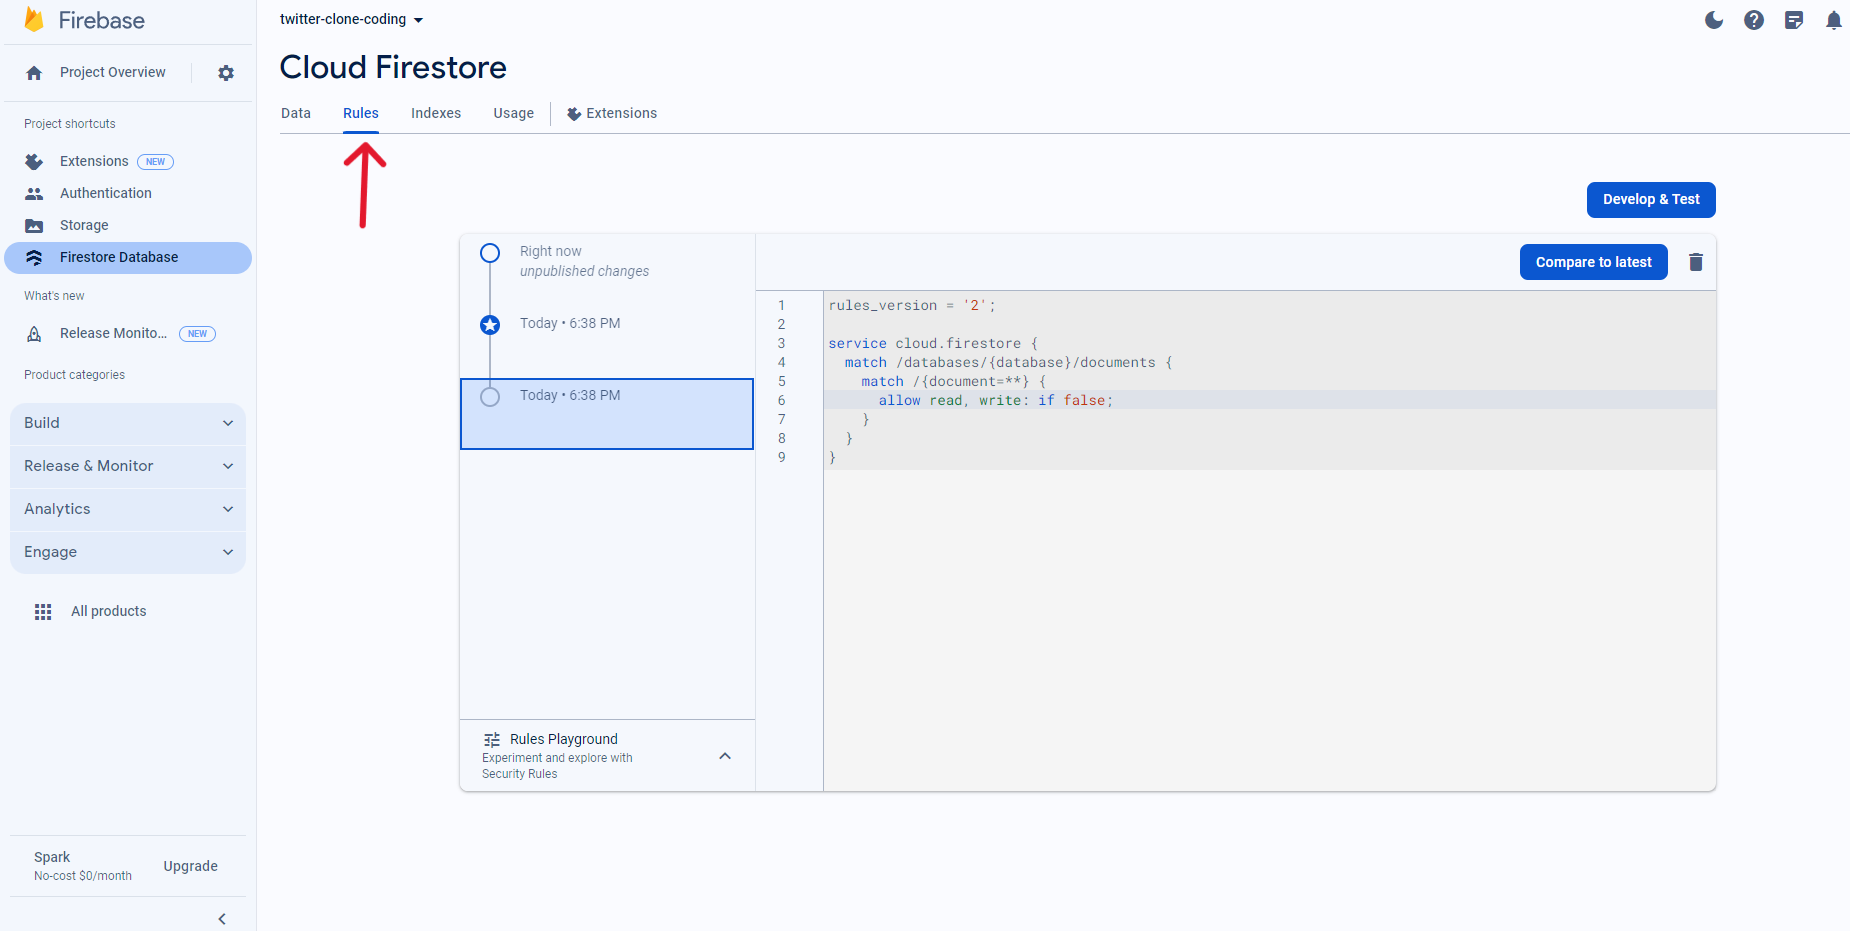 Firebase
Project Overview
Project shortcuts
Extensions NEW
Authentication
Storage
Firestore Database
What's new
Release Monito... NEW
Product categories
Build
Release & Monitor
Analytics
Engage
All products
Spark
No-cost $0/month
Upgrade
twitter-clone-coding
Cloud Firestore
Data Rules Indexes Usage Extensions
Develop & Test
Right now
unpublished changes
Today • 6:38 PM
Today • 6:38 PM
Rules Playground
Experiment and explore with
Security Rules
Compare to latest
1 rules_version = '2';
2
3 service cloud.firestore {
4   match /databases/{database}/documents {
5     match /{document=**} {
6       allow read, write: if false;
7     }
8   }
9 }